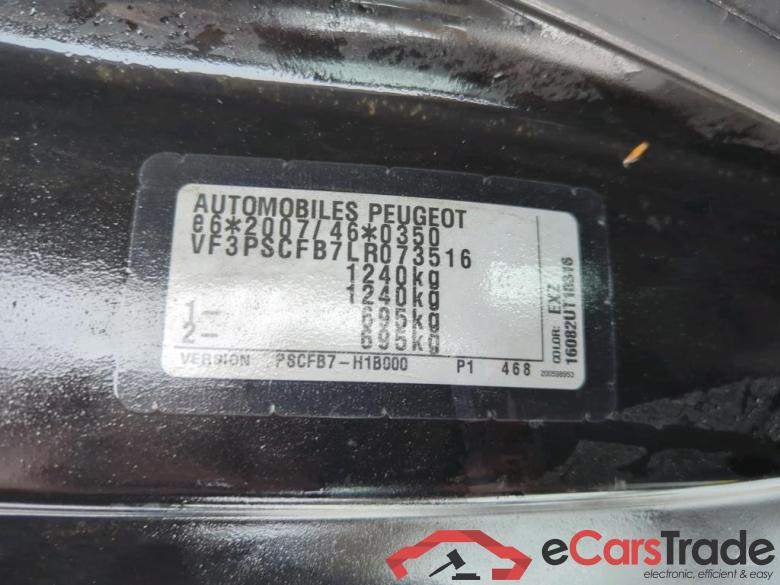 AUTOMOBILES PEUGEOT
e6*2007/46*0350
VF3PSCFB7LR073516
1240kg
1240kg
1- 695kg
2- 695kg
VERSION PSCFB7-H1B000 P1 468
COLOR: EXZ
200598953
eCarsTrade
electronic, efficient & easy